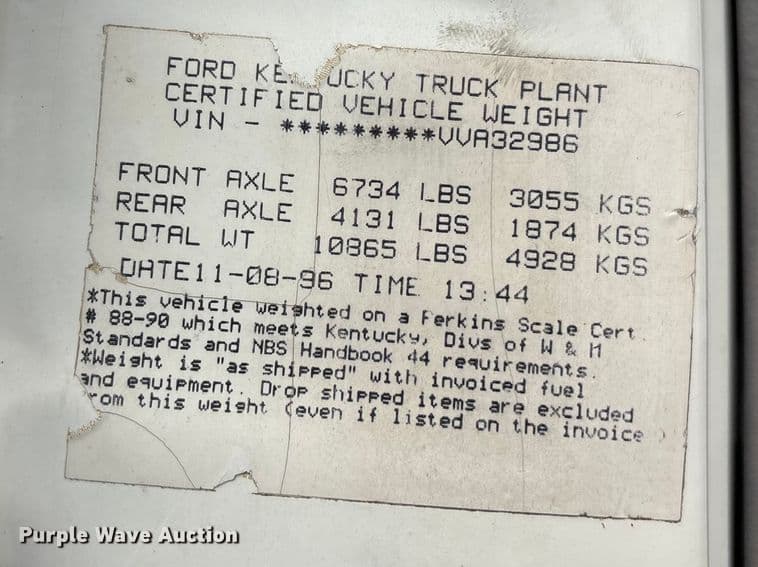 FORD KE UCKY TRUCK PLANT
CERTIFIED VEHICLE WEIGHT
VIN - *********VVA32986
FRONT AXLE 6734 LBS 3055 KGS
REAR AXLE 4131 LBS 1874 KGS
TOTAL WT 10865 LBS 4928 KGS
DATE11-08-96 TIME 13:44
*This vehicle weighted on a Perkins Scale Cert.
# 88-90 which meets Kentucky, Divs of W & M
Standards and NBS Handbook 44 requirements.
*Weight is "as shipped" with invoiced fuel
and equipment. Drop shipped items are excluded
rom this weight (even if listed on the invoice )
Purple Wave Auction